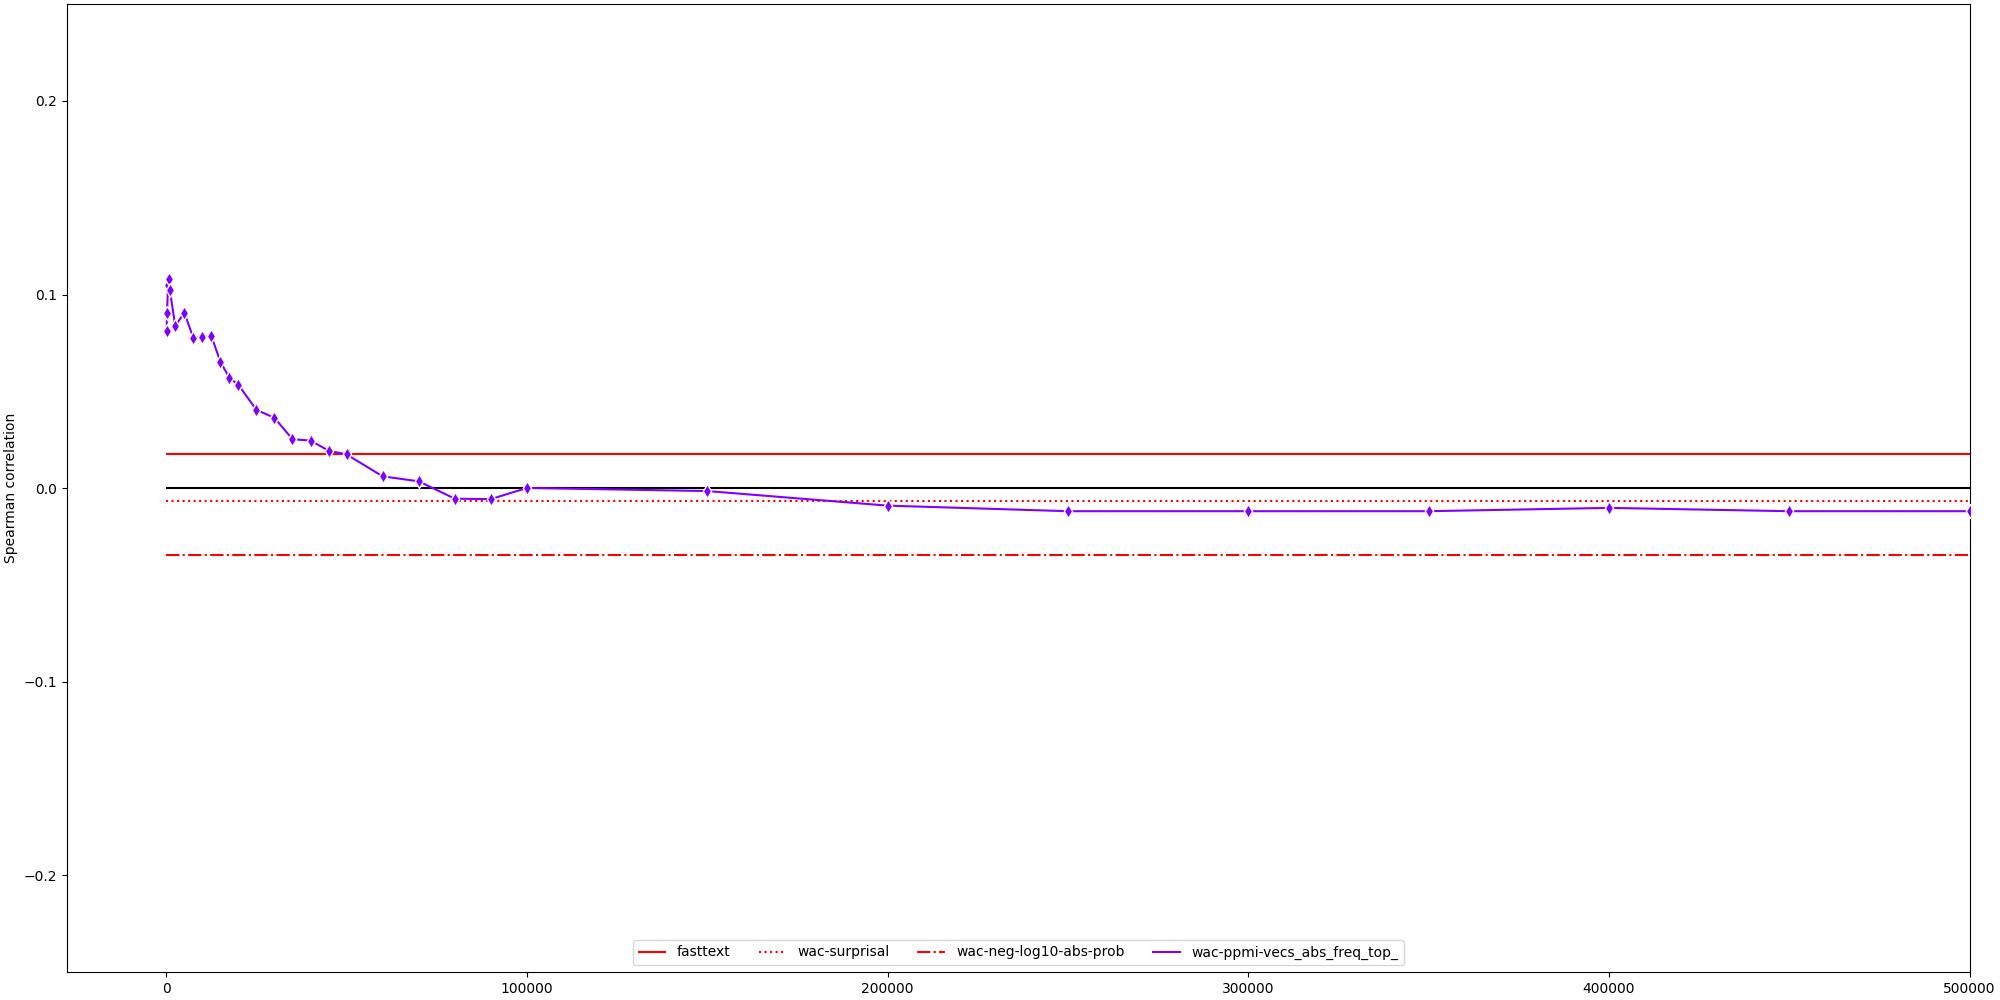 0.2
0.1
0.0
−0.1
−0.2
Spearman correlation
fasttext wac-surprisal wac-neg-log10-abs-prob wac-ppmi-vecs_abs_freq_top_
0 100000 200000 300000 400000 500000